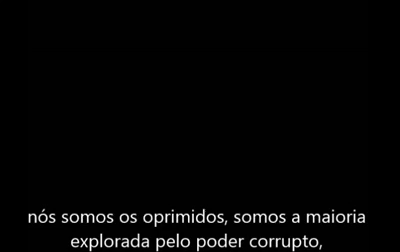 nós somos os oprimidos, somos a maioria
explorada pelo poder corrupto,